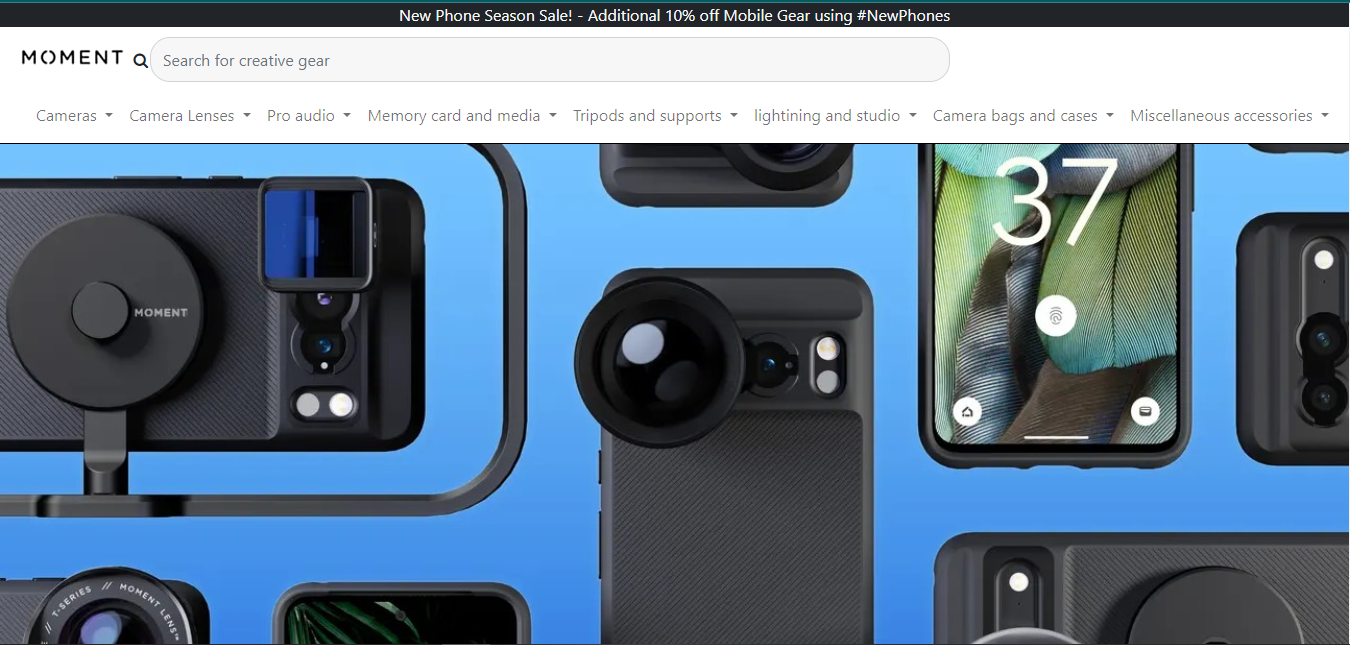 New Phone Season Sale! - Additional 10% off Mobile Gear using #NewPhones
MOMENT
Search for creative gear
Cameras Camera Lenses Pro audio Memory card and media Tripods and supports lightining and studio Camera bags and cases Miscellaneous accessories
37
MOMENT
T-SERIES // MOMENT LENS™